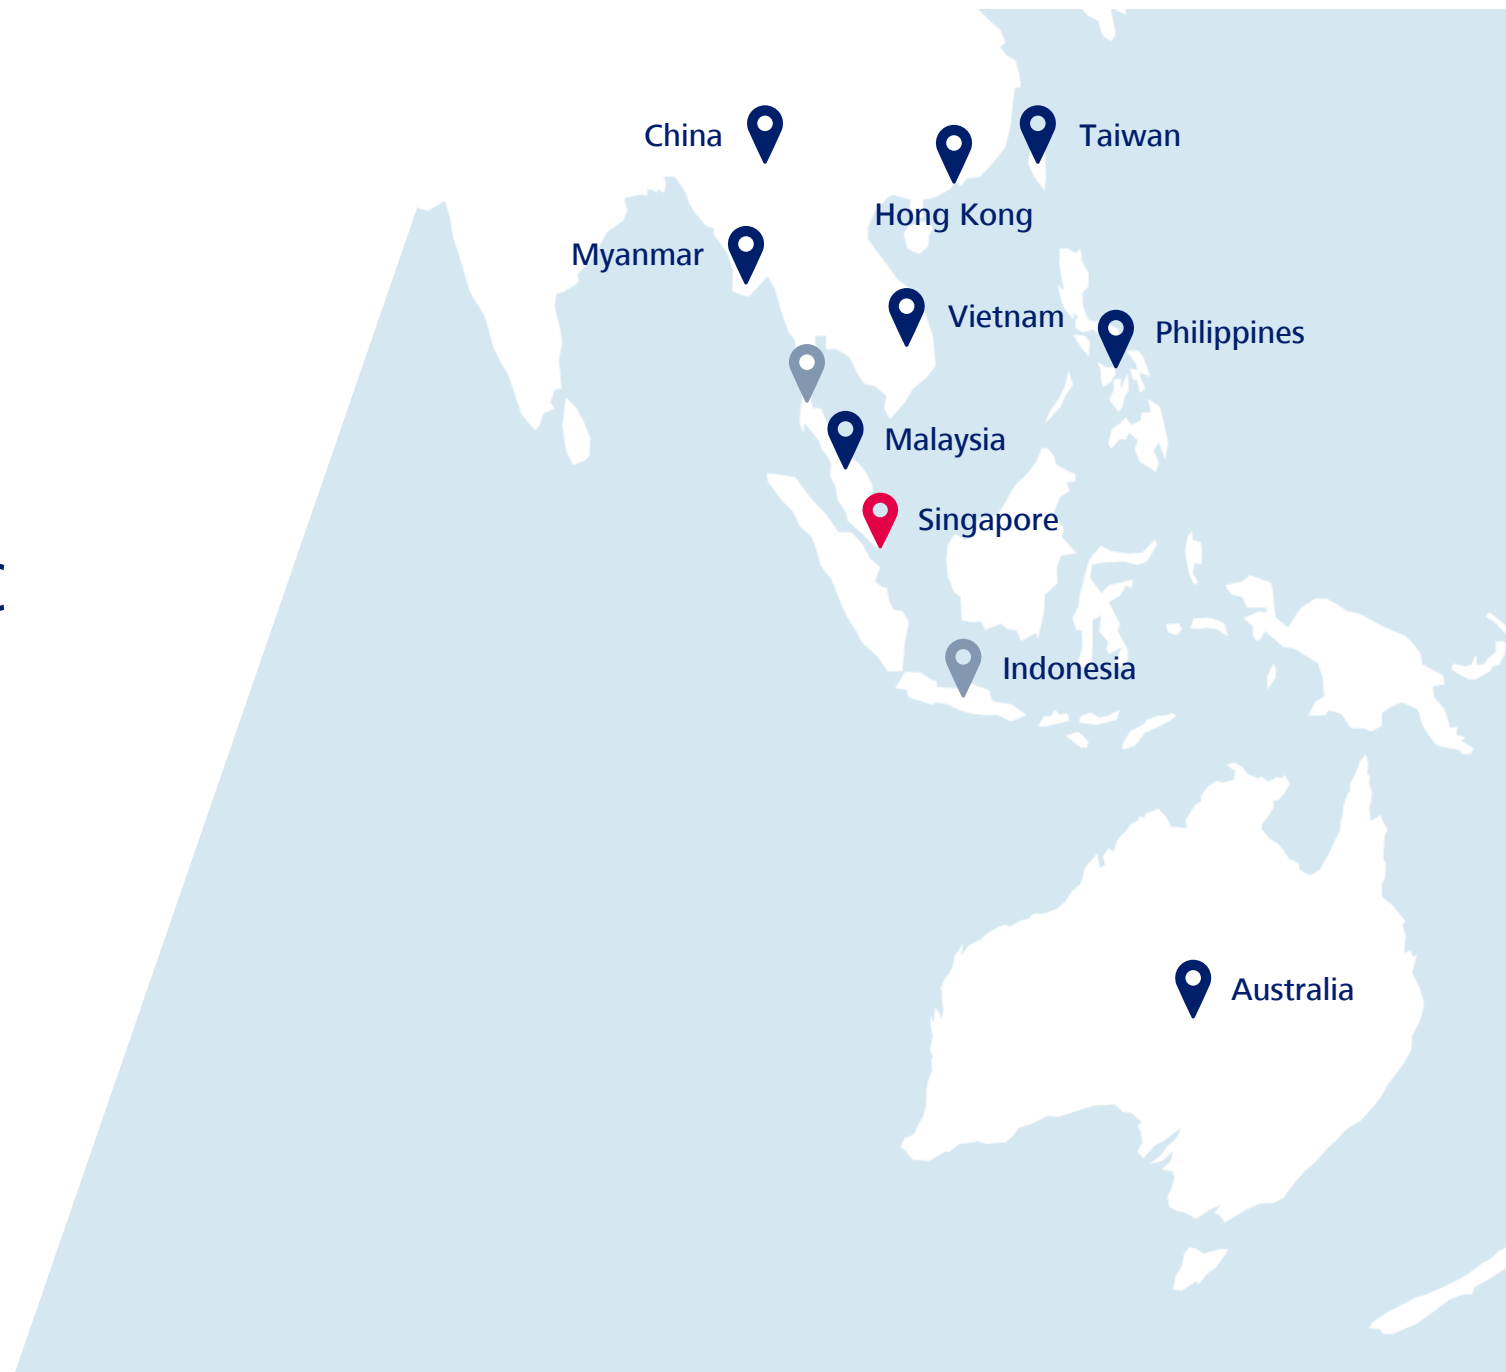 China
Taiwan
Hong Kong
Myanmar
Vietnam
Philippines
Malaysia
Singapore
Indonesia
Australia